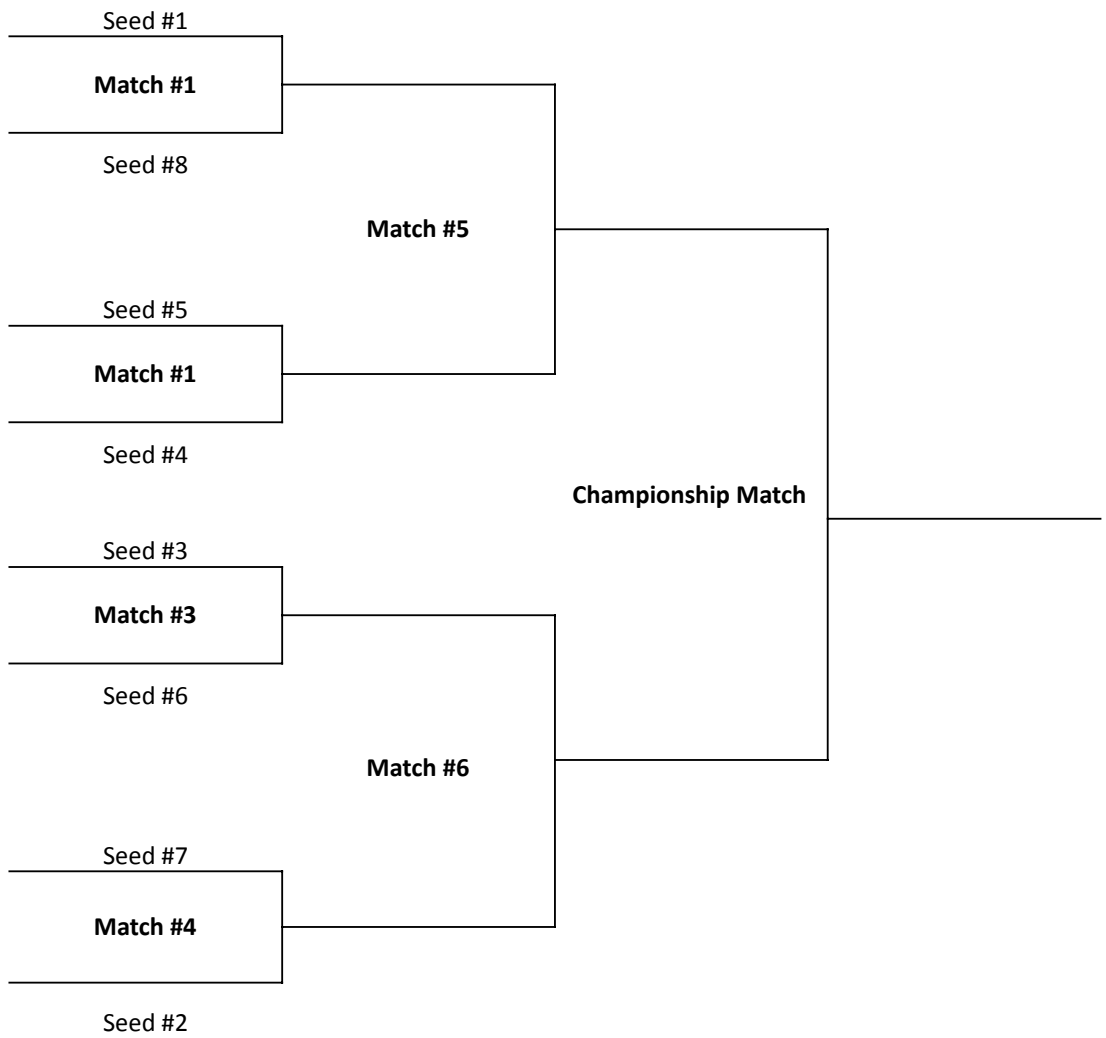 Seed #1
Match #1
Seed #8
Match #5
Seed #5
Match #1
Seed #4
Championship Match
Seed #3
Match #3
Seed #6
Match #6
Seed #7
Match #4
Seed #2